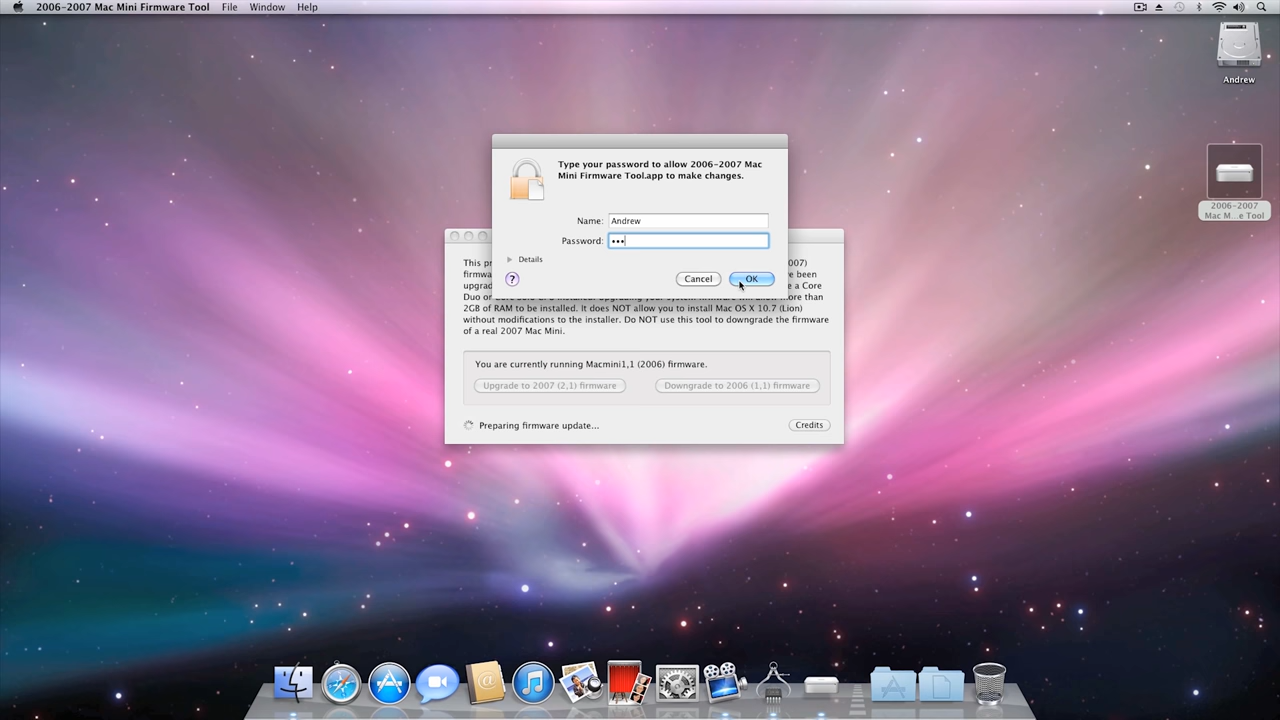 2006-2007 Mac Mini Firmware Tool File Window Help
Andrew
2006-2007
Mac M...e Tool
Type your password to allow 2006-2007 Mac
Mini Firmware Tool.app to make changes.
Name: Andrew
Password: •••
Details
? Cancel OK
This pr 07)
firmwa e been
upgrad e a Core
Duo or more than
2GB of RAM to be installed. It does NOT allow you to install Mac OS X 10.7 (Lion)
without modifications to the installer. Do NOT use this tool to downgrade the firmware
of a real 2007 Mac Mini.
You are currently running Macmini1,1 (2006) firmware.
Upgrade to 2007 (2,1) firmware Downgrade to 2006 (1,1) firmware
Preparing firmware update... Credits